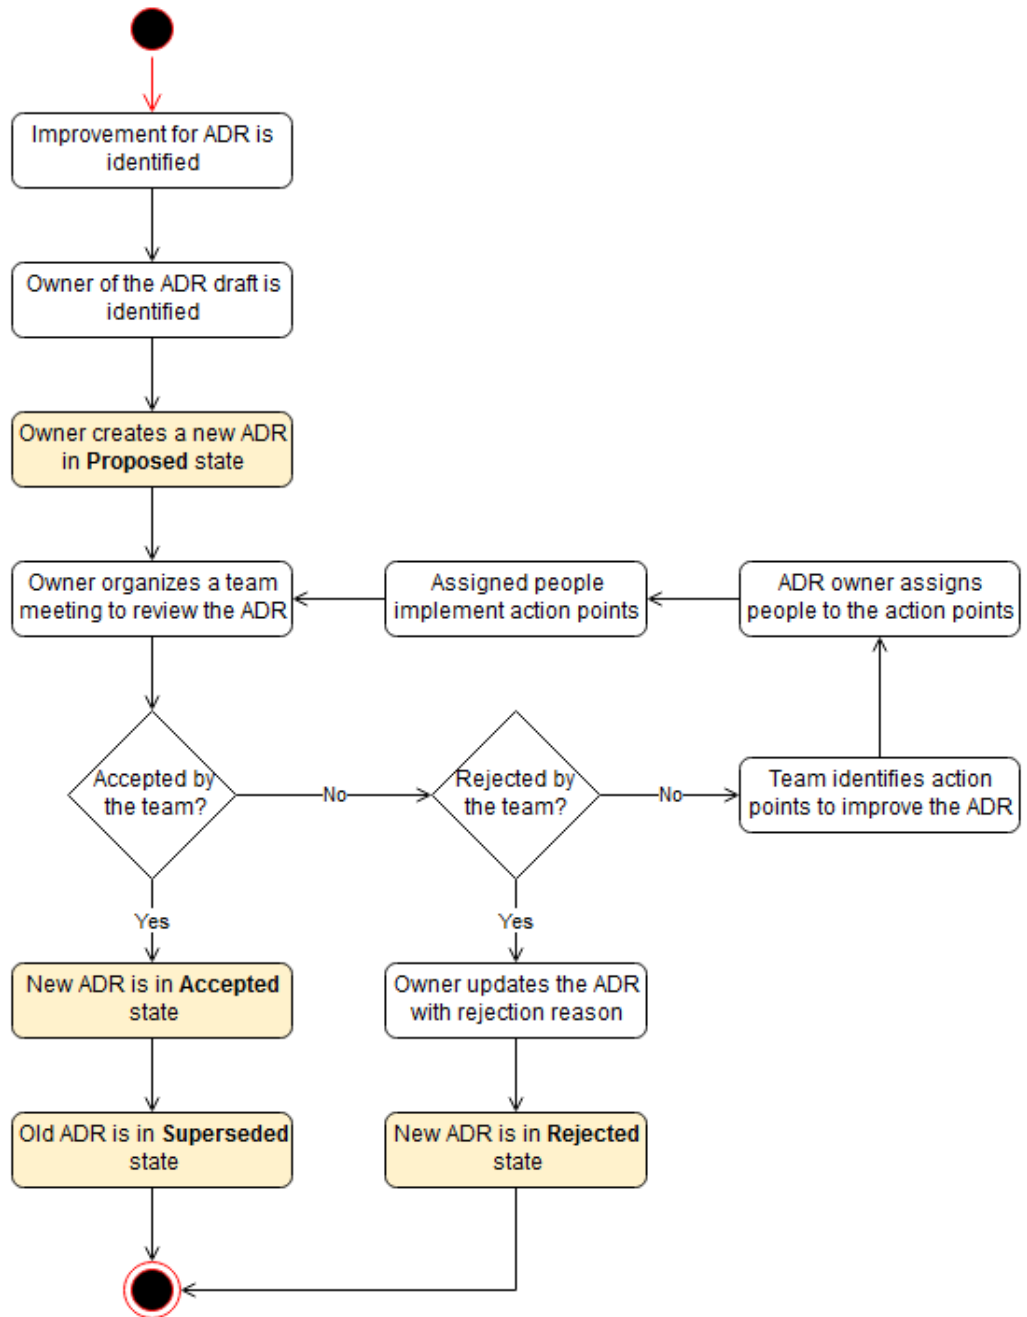 Improvement for ADR is
identified
Owner of the ADR draft is
identified
Owner creates a new ADR
in Proposed state
Owner organizes a team
meeting to review the ADR
Assigned people
implement action points
ADR owner assigns
people to the action points
Accepted by
the team?
No
Rejected by
the team?
No
Team identifies action
points to improve the ADR
Yes
Yes
New ADR is in Accepted
state
Owner updates the ADR
with rejection reason
Old ADR is in Superseded
state
New ADR is in Rejected
state